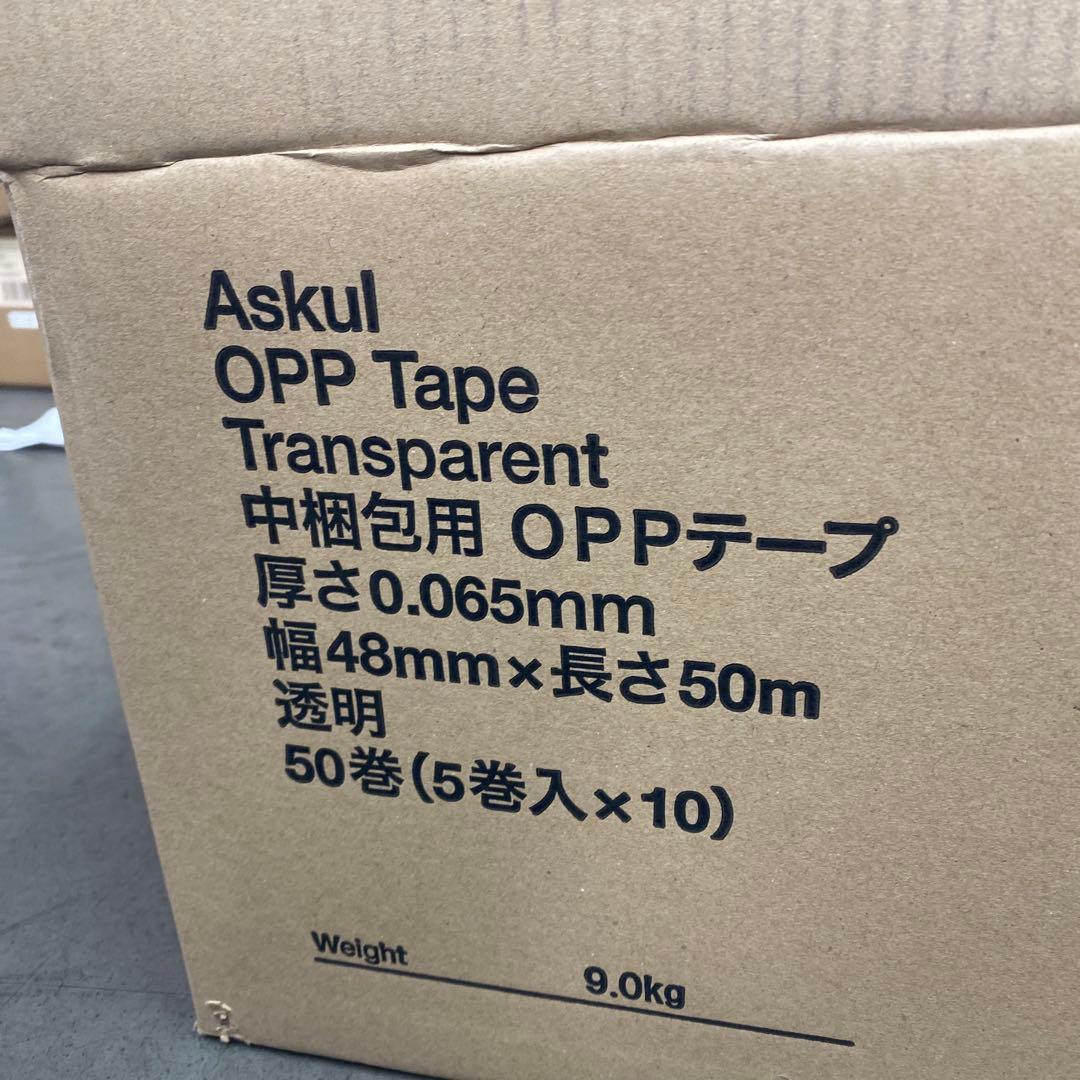 Askul
OPP Tape
Transparent
中梱包用 OPPテープ
厚さ0.065mm
幅48mm×長さ50m
透明
50巻(5巻入×10)
Weight 9.0kg